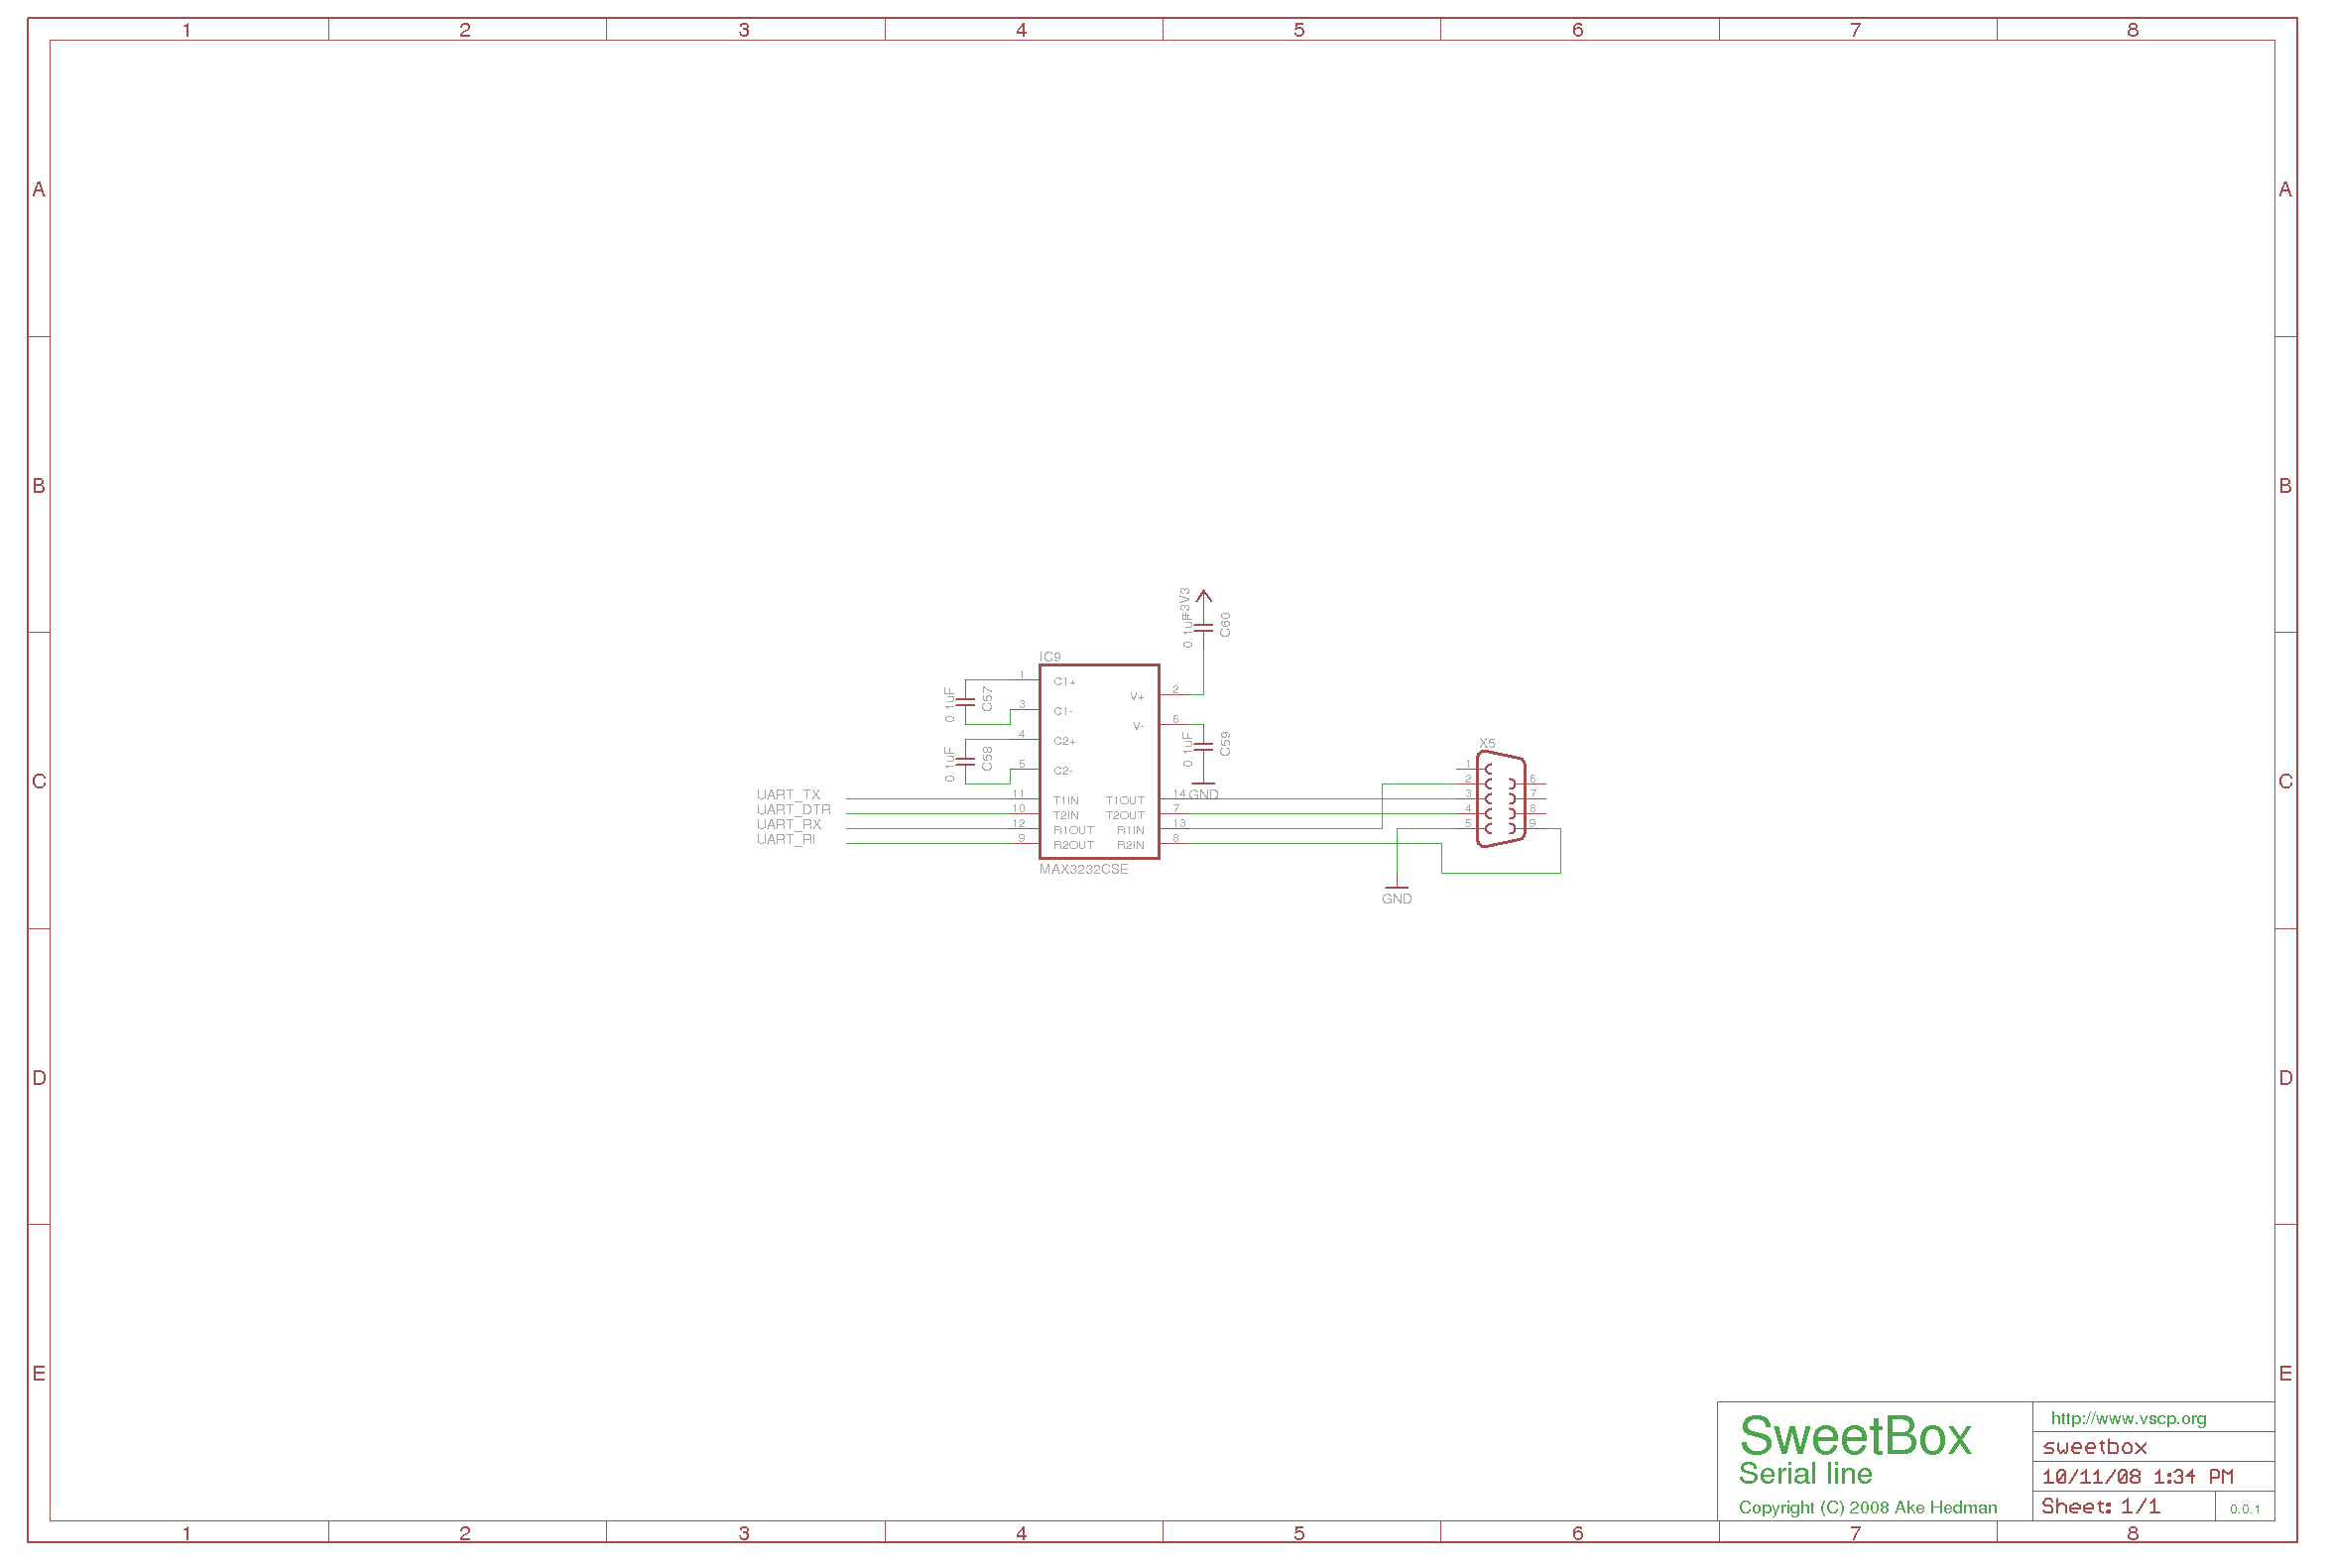 1 2 3 4 5 6 7 8
A A
B B
+3V3
0.1uF C60
IC9
1 C1+
0.1uF C57
V+ 2
3 C1-
V- 6
4 C2+
0.1uF C58
0.1uF C59
X5
5 C2-
1
2 6
C C
GND
UART_TX 11 T1IN T1OUT 14 3 7
UART_DTR 10 T2IN T2OUT 7 4 8
UART_RX 12 R1OUT R1IN 13 5 9
UART_RI 9 R2OUT R2IN 8
MAX3232CSE
GND
D D
E E
SweetBox
Serial line
Copyright (C) 2008 Ake Hedman
http://www.vscp.org
sweetbox
10/11/08 1:34 PM
Sheet: 1/1
0.0.1
1 2 3 4 5 6 7 8